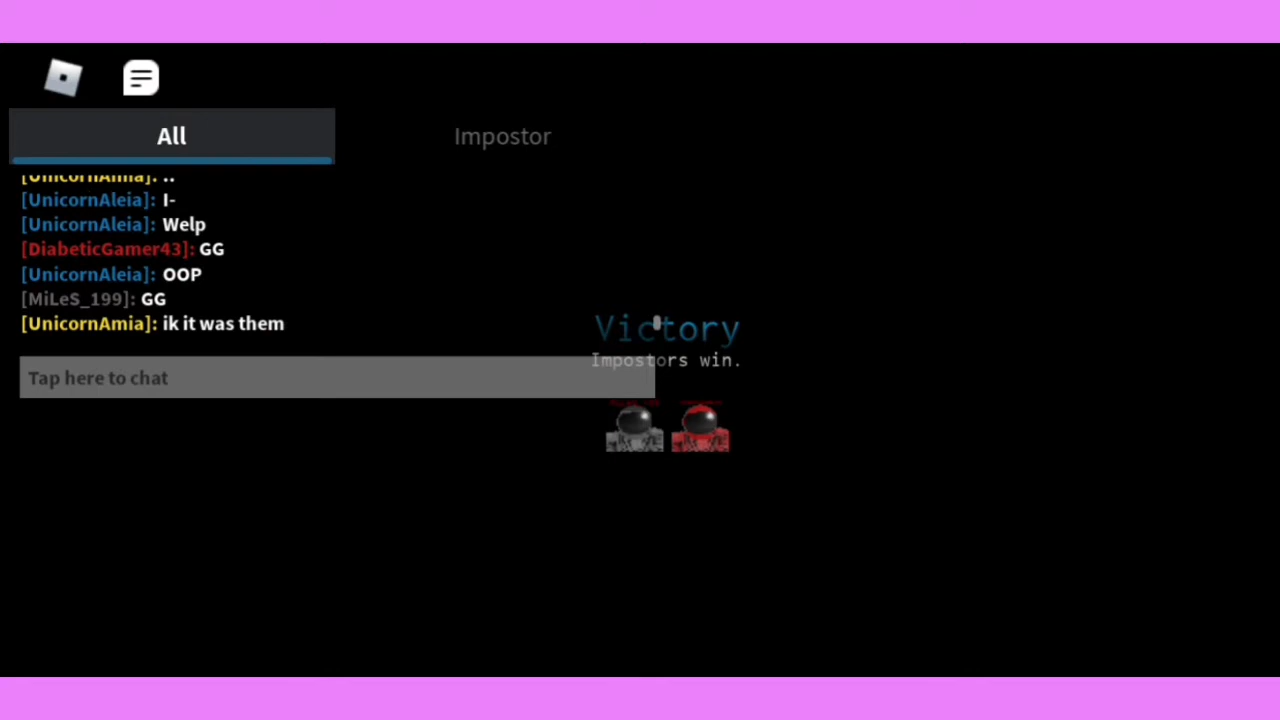 All
Impostor
[UnicornAmia]: ..
[UnicornAleia]: I-
[UnicornAleia]: Welp
[DiabeticGamer43]: GG
[UnicornAleia]: OOP
[MiLeS_199]: GG
[UnicornAmia]: ik it was them
Victory
Impostors win.
Tap here to chat